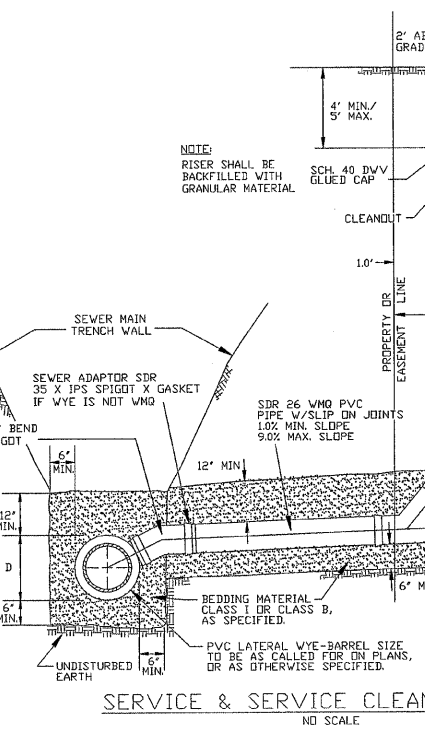 2' AB
GRAD
4' MIN./
5' MAX.
NOTE:
RISER SHALL BE
BACKFILLED WITH
GRANULAR MATERIAL
SCH. 40 DWV
GLUED CAP
CLEANOUT
1.0'
PROPERTY OR
EASEMENT LINE
SEWER MAIN
TRENCH WALL
SEWER ADAPTOR SDR
35 X IPS SPIGOT X GASKET
IF WYE IS NOT WMQ
SDR 26 WMQ PVC
PIPE W/SLIP ON JOINTS
1.0% MIN. SLOPE
9.0% MAX. SLOPE
BEND
GOT
6"
MIN.
12" MIN
12"
MIN.
D
6"
MIN.
6" M
BEDDING MATERIAL
CLASS I OR CLASS B,
AS SPECIFIED.
PVC LATERAL WYE-BARREL SIZE
TO BE AS CALLED FOR ON PLANS,
OR AS OTHERWISE SPECIFIED.
UNDISTURBED
EARTH
6"
MIN.
SERVICE & SERVICE CLEAN
NO SCALE